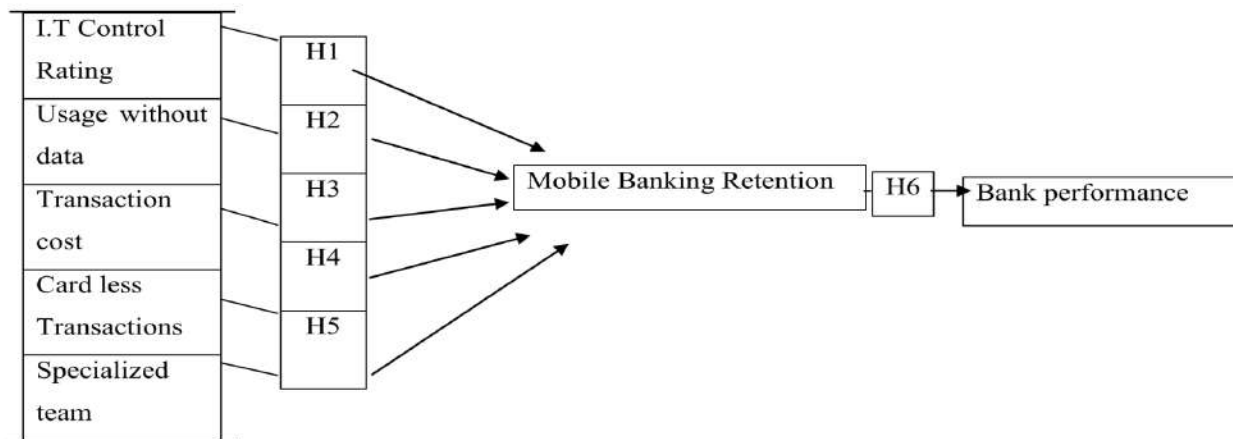 I.T Control
Rating
Usage without
data
Transaction
cost
Card less
Transactions
Specialized
team
H1
H2
H3
H4
H5
Mobile Banking Retention
H6
Bank performance